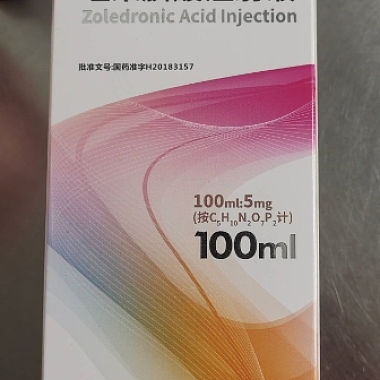 Zoledronic Acid Injection
批准文号:国药准字H20183157
100ml:5mg
(按C₅H₁₀N₂O₇P₂计)
100ml